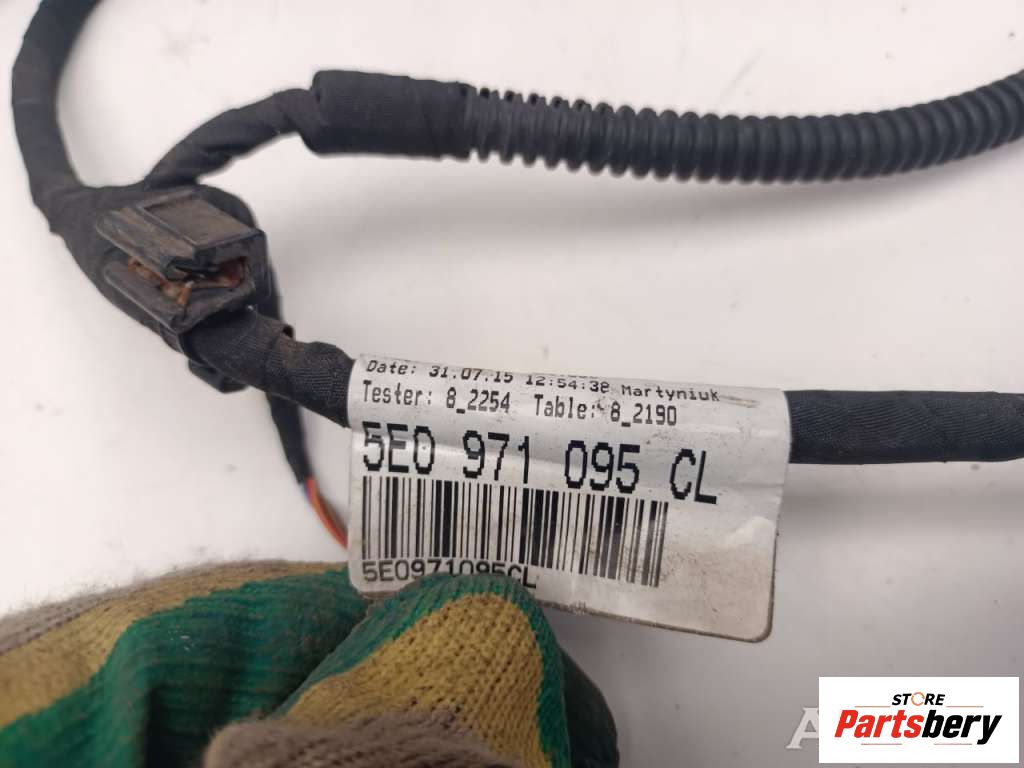 Date: 31.07.15 12:54:38 Martyniuk
Tester: 8_2254 Table: 8_2190
5E0 971 095 CL
5E0971095CL
STORE
Partsbery